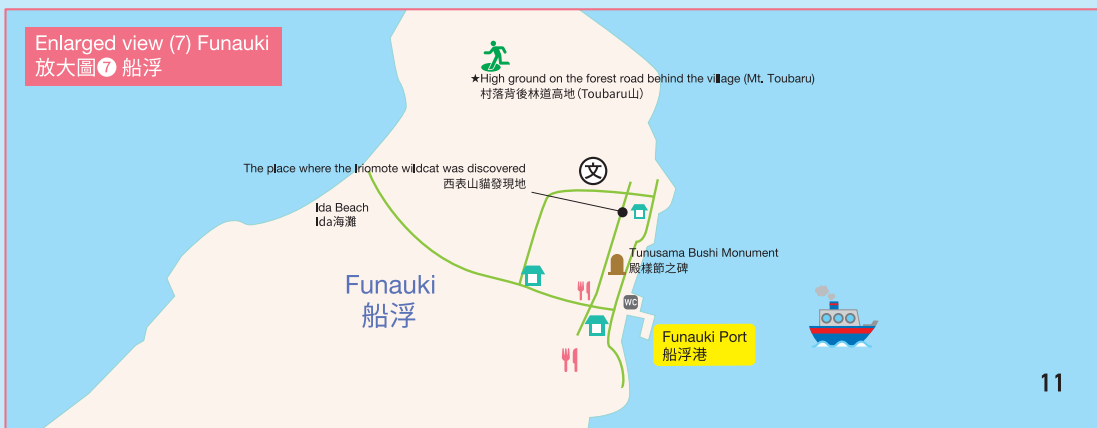 Enlarged view (7) Funauki
放大圖❼ 船浮
★High ground on the forest road behind the village (Mt. Toubaru)
村落背後林道高地(Toubaru山)
The place where the Iriomote wildcat was discovered
西表山貓發現地
文
Ida Beach
Ida海灘
Tunusama Bushi Monument
殿樣節之碑
Funauki
船浮
WC
Funauki Port
船浮港
11